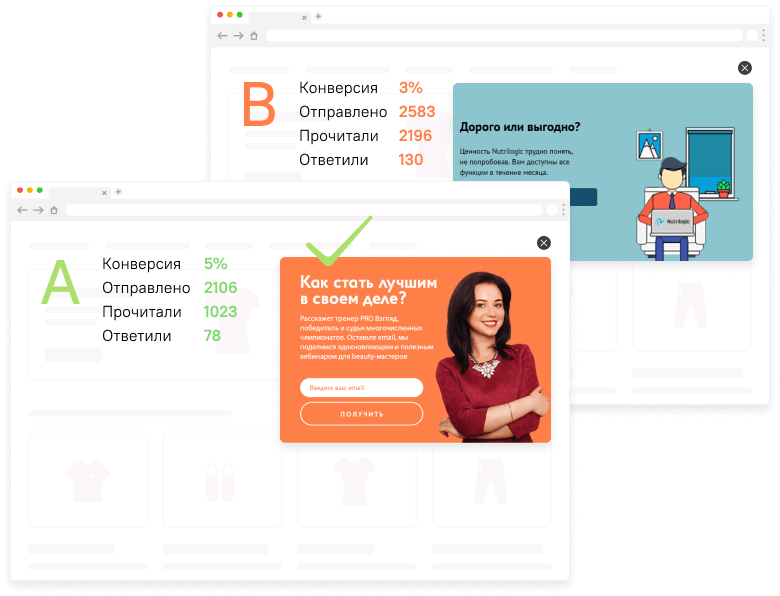 B
Конверсия 3%
Отправлено 2583
Прочитали 2196
Ответили 130
Дорого или выгодно?
Ценность Nutrilogic трудно понять,
не попробовав. Вам доступны все
функции в течение месяца.
Nutrilogic
A
Конверсия 5%
Отправлено 2106
Прочитали 1023
Ответили 78
Как стать лучшим
в своем деле?
Расскажет тренер PRO Взгляд,
победитель и судья многочисленных
чемпионатов. Оставьте email, мы
поделимся вдохновляющим и полезным
вебинаром для beauty-мастеров
Введите ваш email
ПОЛУЧИТЬ